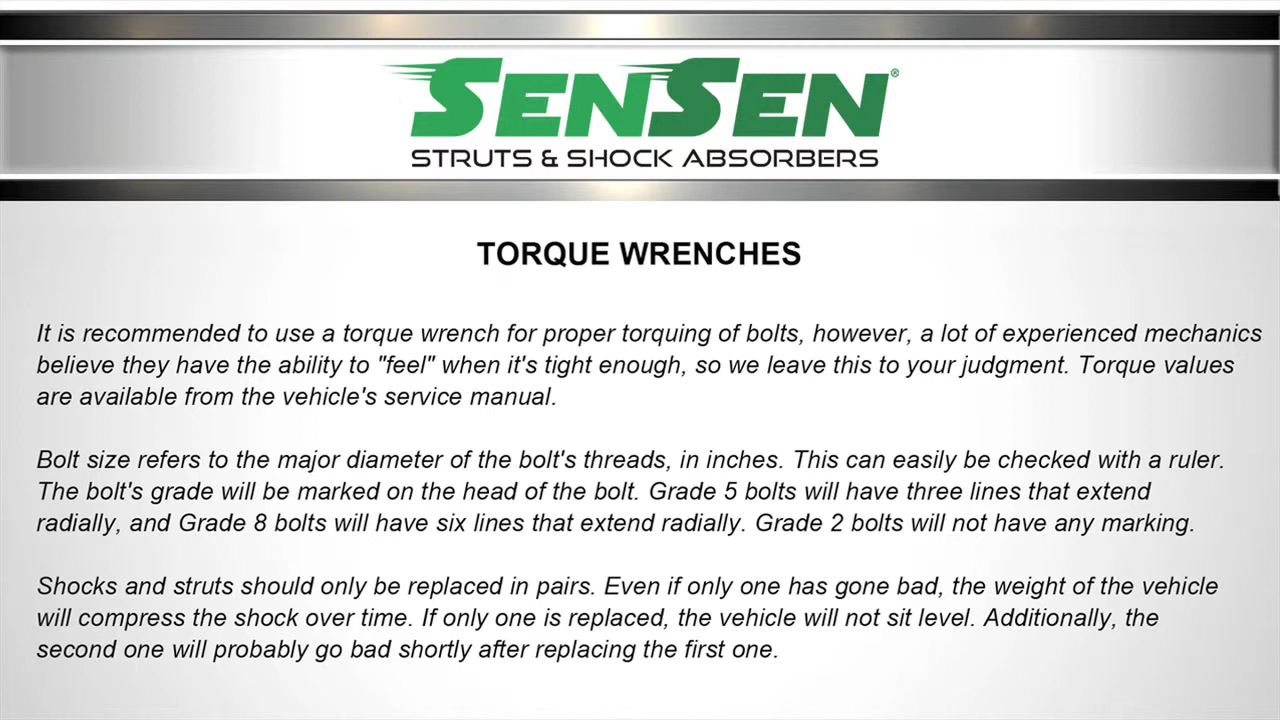 SENSEN®
STRUTS & SHOCK ABSORBERS
TORQUE WRENCHES
It is recommended to use a torque wrench for proper torquing of bolts, however, a lot of experienced mechanics
believe they have the ability to "feel" when it's tight enough, so we leave this to your judgment. Torque values
are available from the vehicle's service manual.
Bolt size refers to the major diameter of the bolt's threads, in inches. This can easily be checked with a ruler.
The bolt's grade will be marked on the head of the bolt. Grade 5 bolts will have three lines that extend
radially, and Grade 8 bolts will have six lines that extend radially. Grade 2 bolts will not have any marking.
Shocks and struts should only be replaced in pairs. Even if only one has gone bad, the weight of the vehicle
will compress the shock over time. If only one is replaced, the vehicle will not sit level. Additionally, the
second one will probably go bad shortly after replacing the first one.